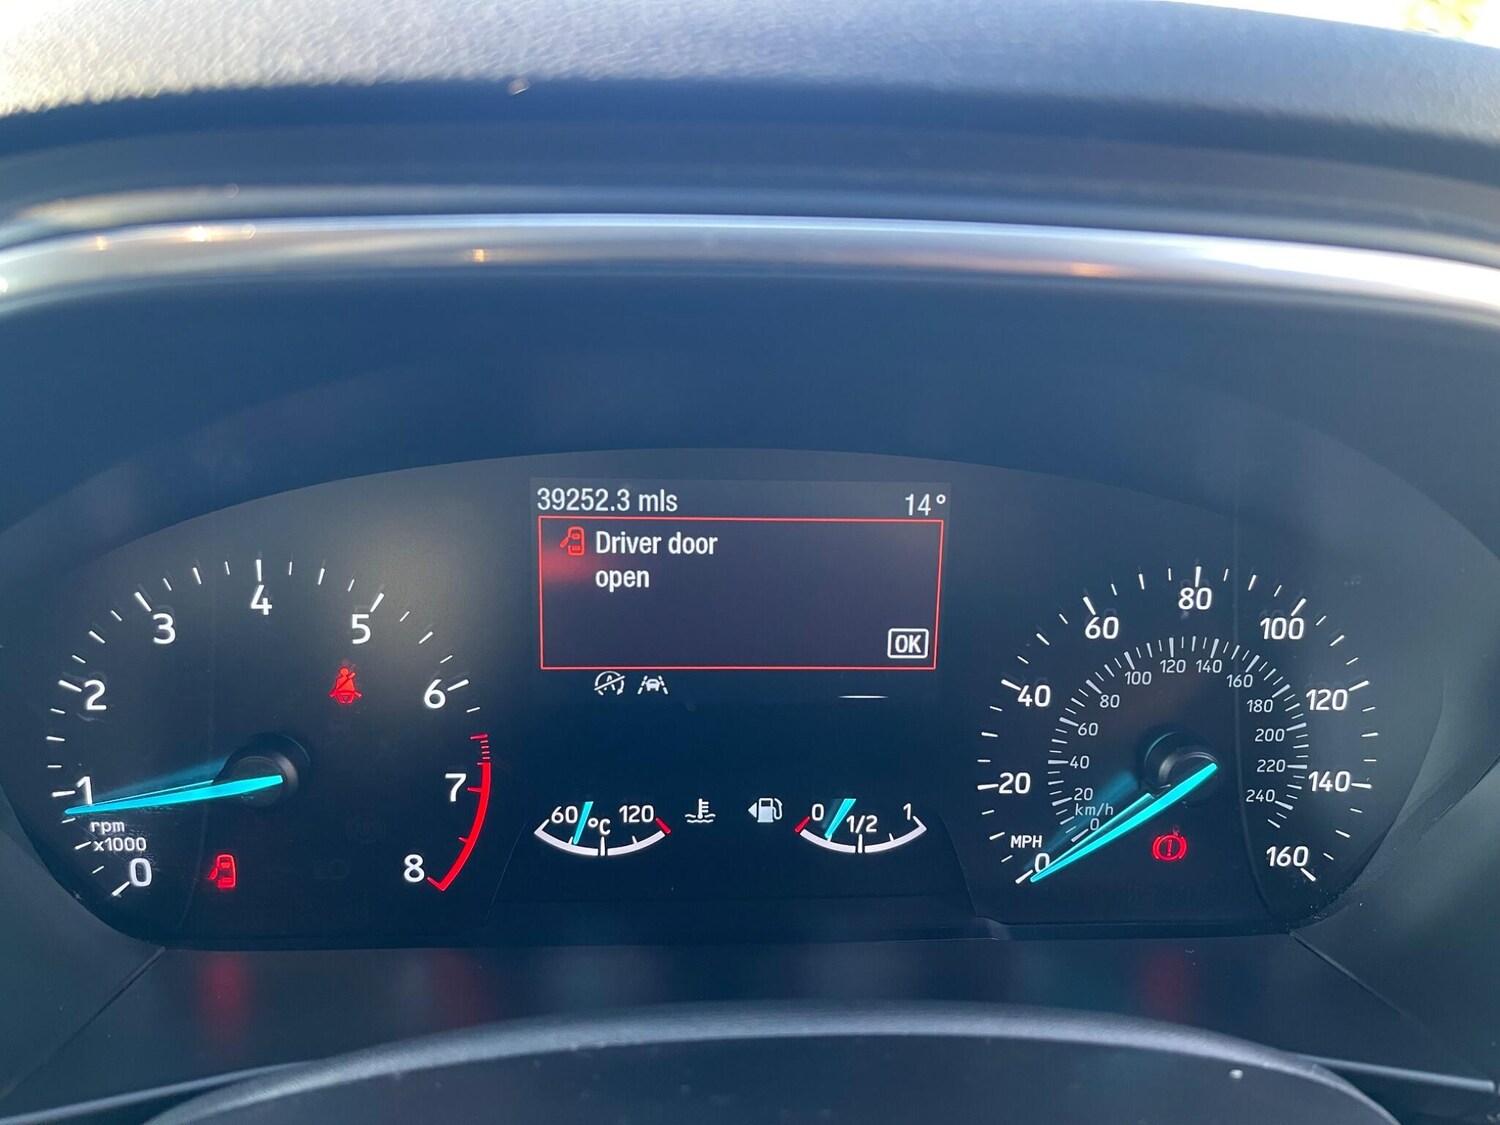 39252.3 mls 14°
Driver door
open
OK
0 1 2 3 4 5 6 7 8
rpm
x1000
60 °C 120
0 1/2 1
0 20 40 60 80 100 120 140 160
MPH
km/h
0 20 40 60 80 100 120 140 160 180 200 220 240